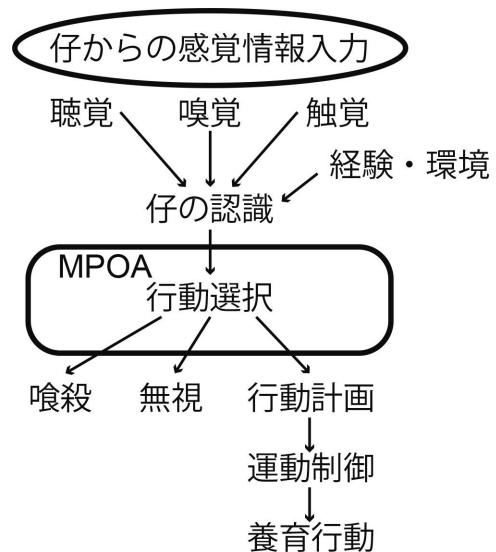 仔からの感覚情報入力
聴覚 嗅覚 触覚
経験・環境
仔の認識
MPOA
行動選択
喰殺 無視 行動計画
運動制御
養育行動